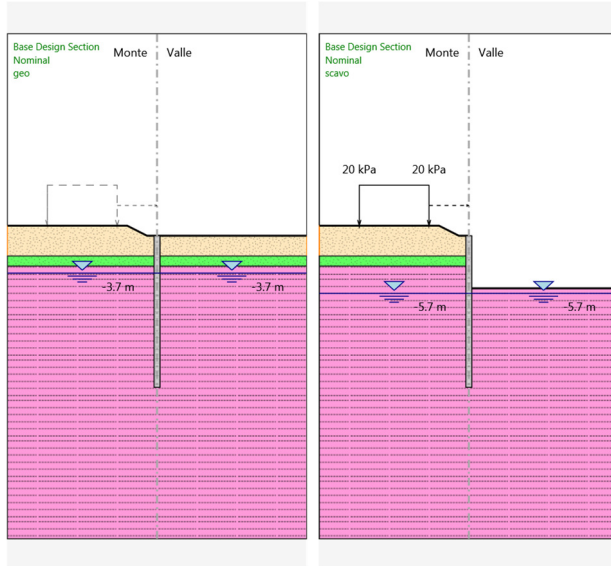 Base Design Section
Nominal
geo
Monte
Valle
-3.7 m
-3.7 m
Base Design Section
Nominal
scavo
Monte
Valle
20 kPa
20 kPa
-5.7 m
-5.7 m